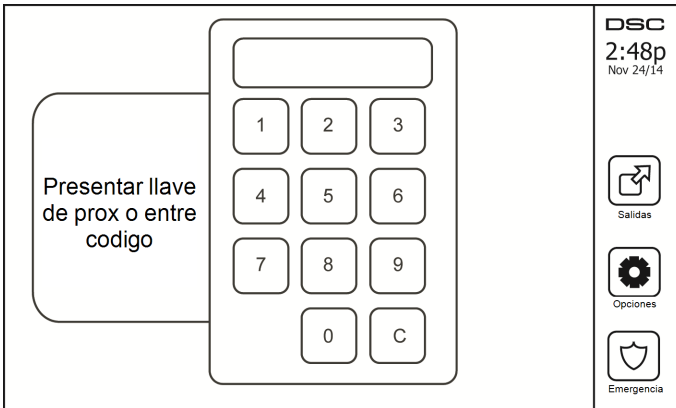 DSC
2:48p
Nov 24/14
Presentar llave
de prox o entre
codigo
1 2 3
4 5 6
7 8 9
0 C
Salidas
Opciones
Emergencia